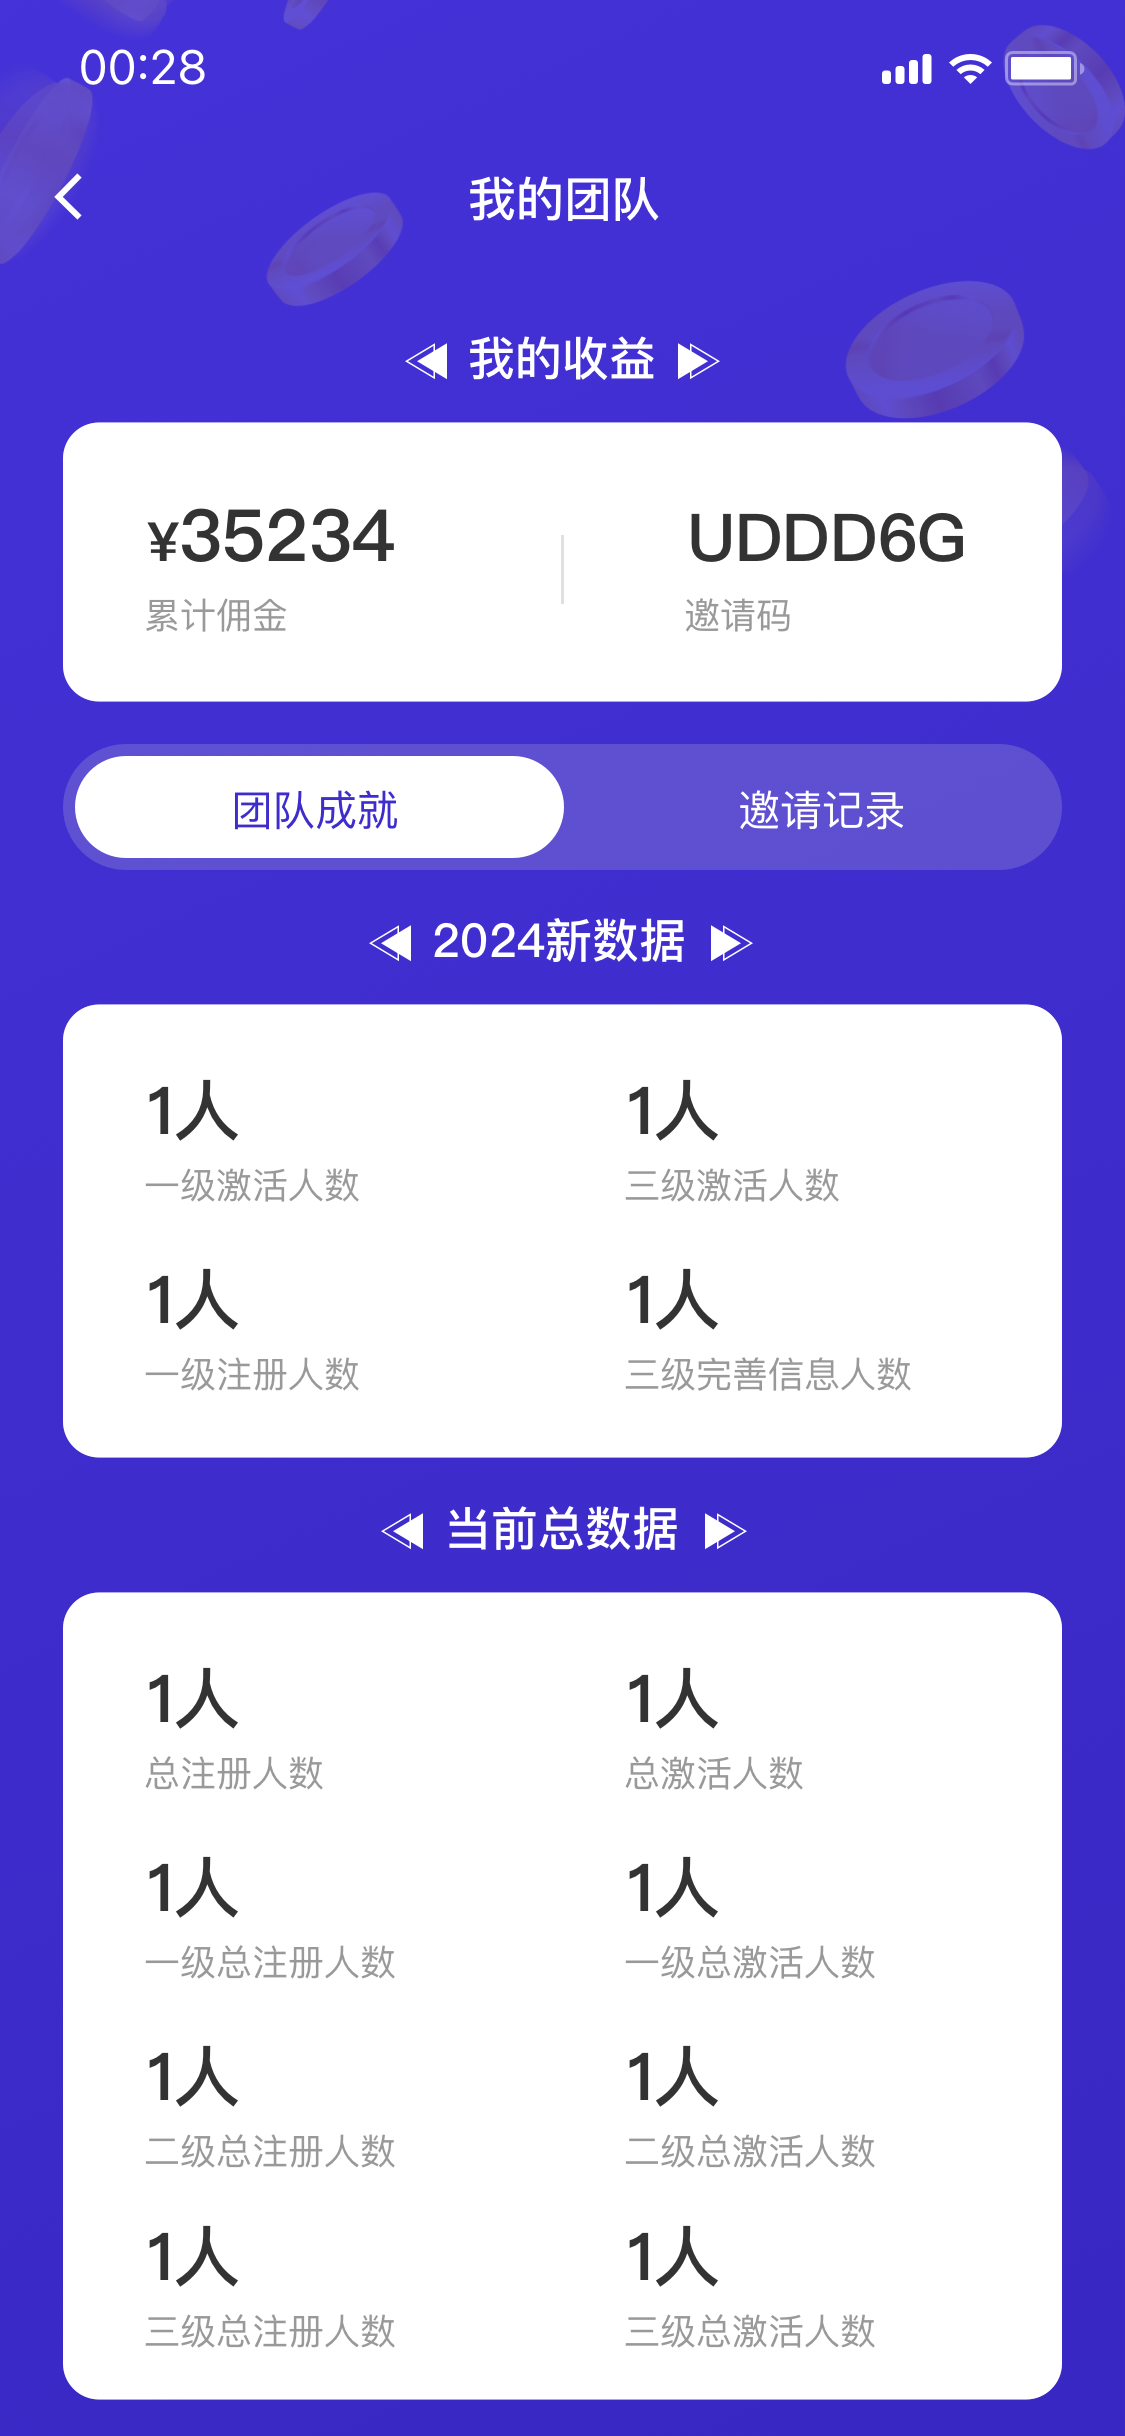 00:28
我的团队
我的收益
¥35234
UDDD6G
累计佣金
邀请码
团队成就
邀请记录
2024新数据
1人
1人
一级激活人数
三级激活人数
1人
1人
一级注册人数
三级完善信息人数
当前总数据
1人
1人
总注册人数
总激活人数
1人
1人
一级总注册人数
一级总激活人数
1人
1人
二级总注册人数
二级总激活人数
1人
1人
三级总注册人数
三级总激活人数